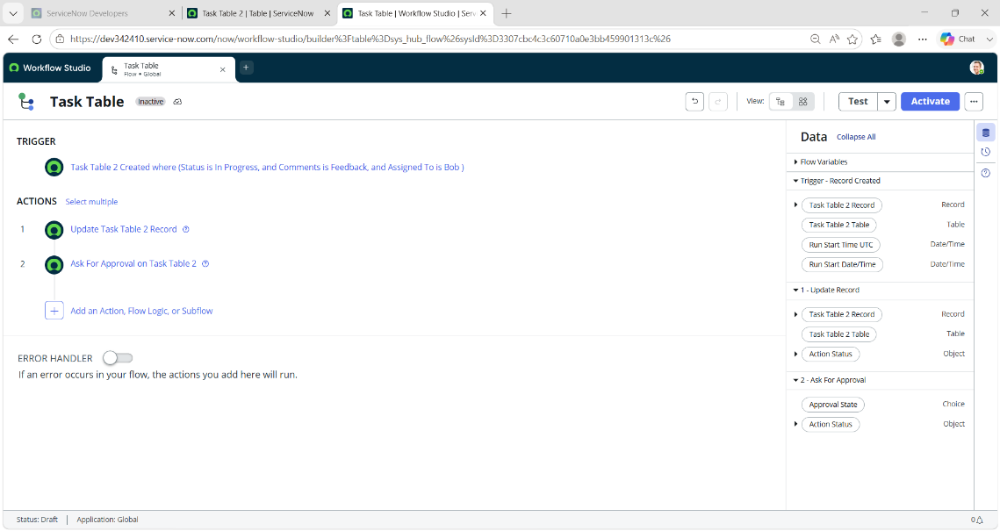 ServiceNow Developers
Task Table 2 | Table | ServiceNow
Task Table | Workflow Studio | Serv
https://dev342410.service-now.com/now/workflow-studio/builder%3Ftable%3Dsys_hub_flow%26sysId%3D3307cbc4c3c60710a0e3bb459901313c%26
Chat
Workflow Studio
Task Table
Flow • Global
Task Table
Inactive
View:
Test
Activate
TRIGGER
Task Table 2 Created where (Status is In Progress, and Comments is Feedback, and Assigned To is Bob )
ACTIONS
Select multiple
1
Update Task Table 2 Record
2
Ask For Approval on Task Table 2
Add an Action, Flow Logic, or Subflow
ERROR HANDLER
If an error occurs in your flow, the actions you add here will run.
Data
Collapse All
Flow Variables
Trigger - Record Created
Task Table 2 Record Record
Task Table 2 Table Table
Run Start Time UTC Date/Time
Run Start Date/Time Date/Time
1 - Update Record
Task Table 2 Record Record
Task Table 2 Table Table
Action Status Object
2 - Ask For Approval
Approval State Choice
Action Status Object
Status: Draft
Application: Global
0